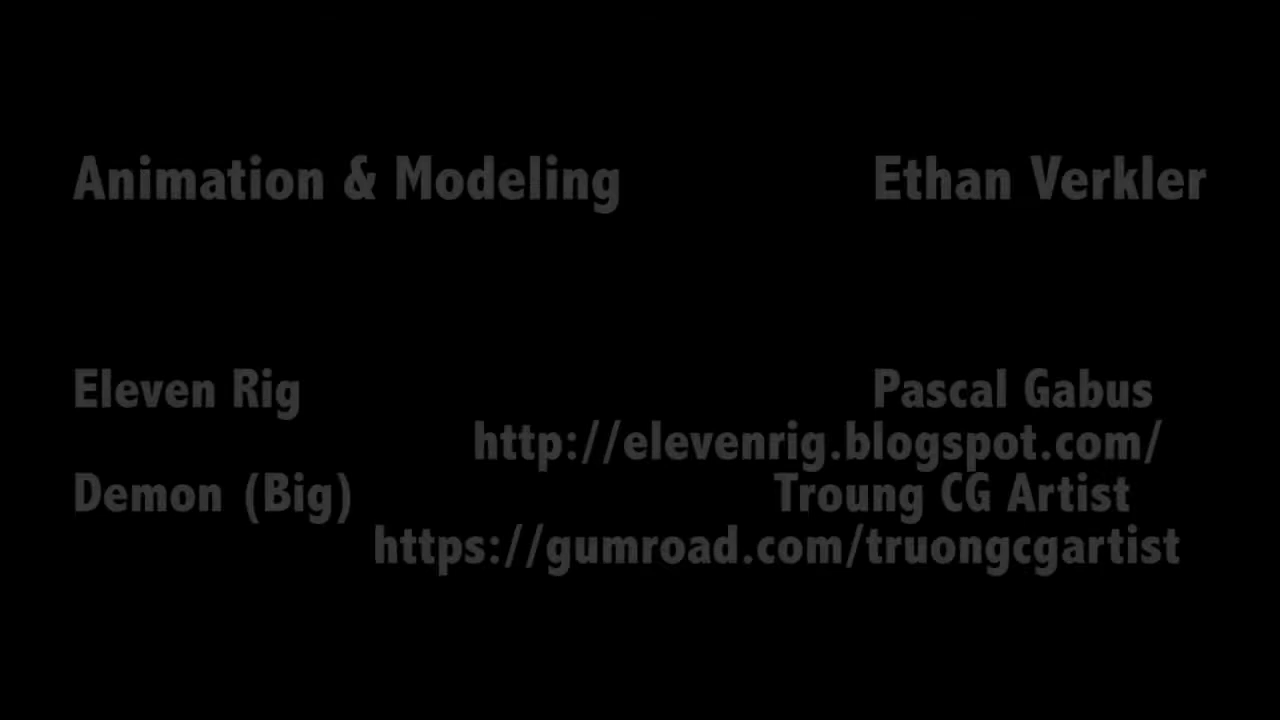 Animation & Modeling Ethan Verkler
Eleven Rig Pascal Gabus
http://elevenrig.blogspot.com/
Demon (Big) Troung CG Artist
https://gumroad.com/truongcgartist